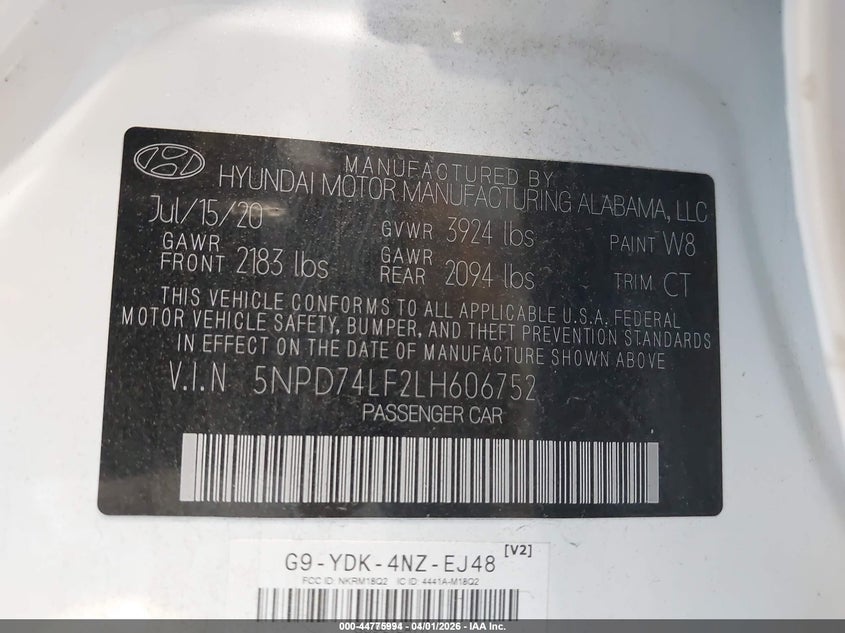 MANUFACTURED BY
HYUNDAI MOTOR MANUFACTURING ALABAMA, LLC
Jul/15/20 GVWR 3924 lbs PAINT W8
GAWR FRONT 2183 lbs GAWR REAR 2094 lbs TRIM CT
THIS VEHICLE CONFORMS TO ALL APPLICABLE U.S.A. FEDERAL
MOTOR VEHICLE SAFETY, BUMPER, AND THEFT PREVENTION STANDARDS
IN EFFECT ON THE DATE OF MANUFACTURE SHOWN ABOVE
V.I.N 5NPD74LF2LH606752
PASSENGER CAR
G9-YDK-4NZ-EJ48 [V2]
FCC ID: NKRM18Q2 IC ID: 4441A-M18Q2
000-44775994 04/01/2026 - IAA Inc.